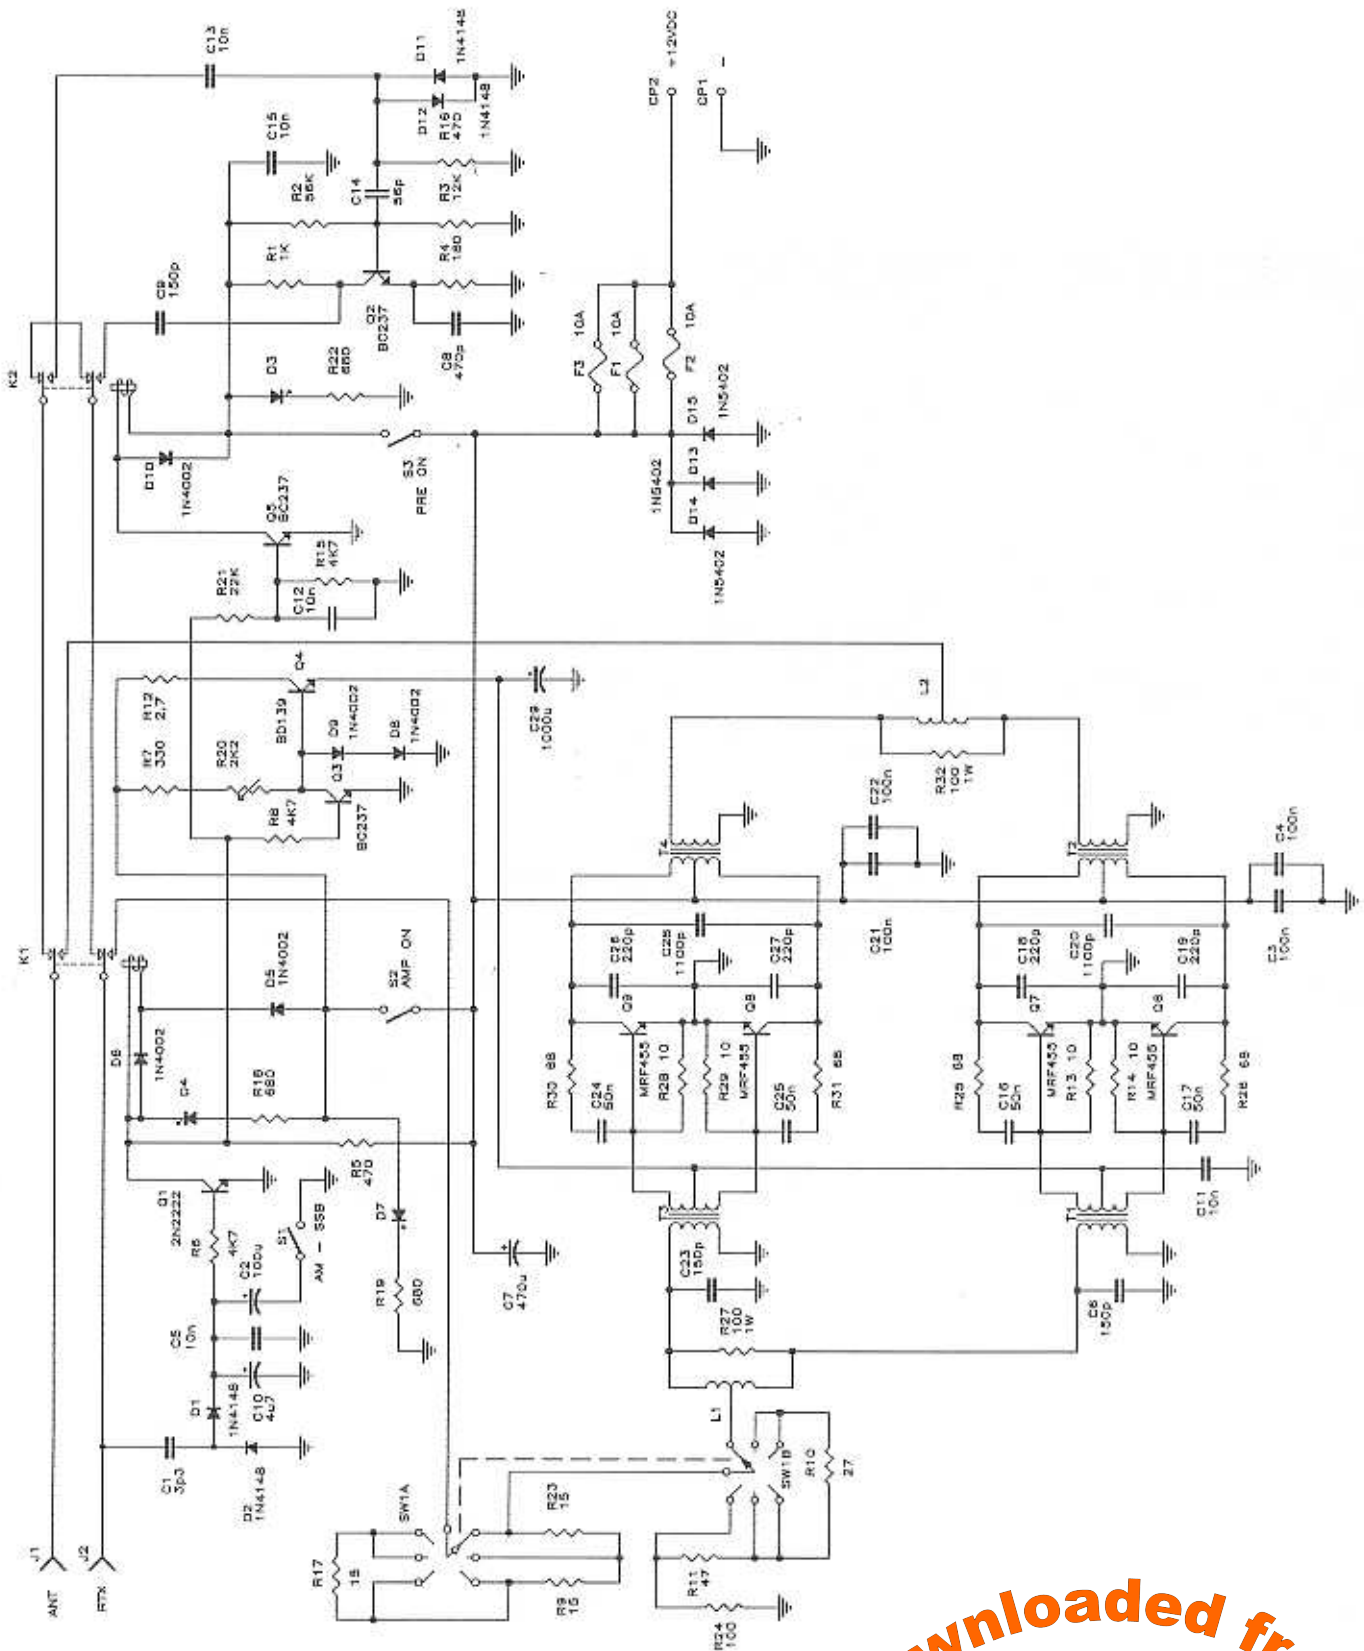 C13
10n
D11
1N4148
D12
R16
470
1N4148
CP2
+12VDC
CP1
-
C15
10n
R2
56K
C14
56p
R3
12K
R1
1K
R4
180
C9
150p
Q2
BC237
C8
470p
K2
D3
R22
680
F3
10A
F1
10A
F2
10A
D10
1N4002
S3
PRE ON
D15
1N5402
D13
1N5402
D14
1N5402
Q5
BC237
R21
22K
C12
10n
R15
4K7
R12
2,7
Q4
BD139
R7
330
R20
2K2
D9
1N4002
D8
1N4002
Q3
BC237
R8
4K7
C29
1000u
L2
R32
100
1W
C22
100n
C21
100n
T4
T2
C4
100n
C3
100n
K1
D5
1N4002
S2
AMP ON
D6
1N4002
D4
R18
680
R5
470
C26
220p
C25
1100p
C27
220p
Q9
MRF455
Q8
MRF455
R30 68
R28 10
R29 10
R31 68
C24
50n
C25
50n
C18
220p
C20
1100p
C19
220p
Q7
MRF455
Q6
MRF455
R25 68
R13 10
R14 10
R26 68
C16
50n
C17
50n
Q1
2N2222
R6
4K7
S1
AM - SSB
C2
100u
C5
10n
C10
4u7
D1
1N4148
D2
1N4148
C1
3p3
D7
R19
680
C7
470u
C23
150p
R27
100
1W
T1
C11
10n
C6
150p
L1
SW1B
R10
27
SW1A
R23
15
R17
15
R9
15
R11
47
R24
100
J1
ANT
J2
RTX
wnloaded fr